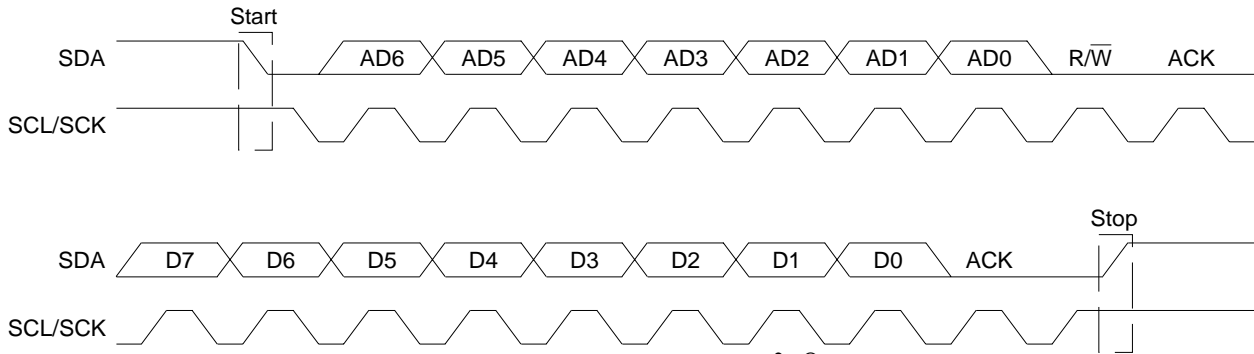 Start
SDA AD6 AD5 AD4 AD3 AD2 AD1 AD0 R/W̅ ACK
SCL/SCK
Stop
SDA D7 D6 D5 D4 D3 D2 D1 D0 ACK
SCL/SCK